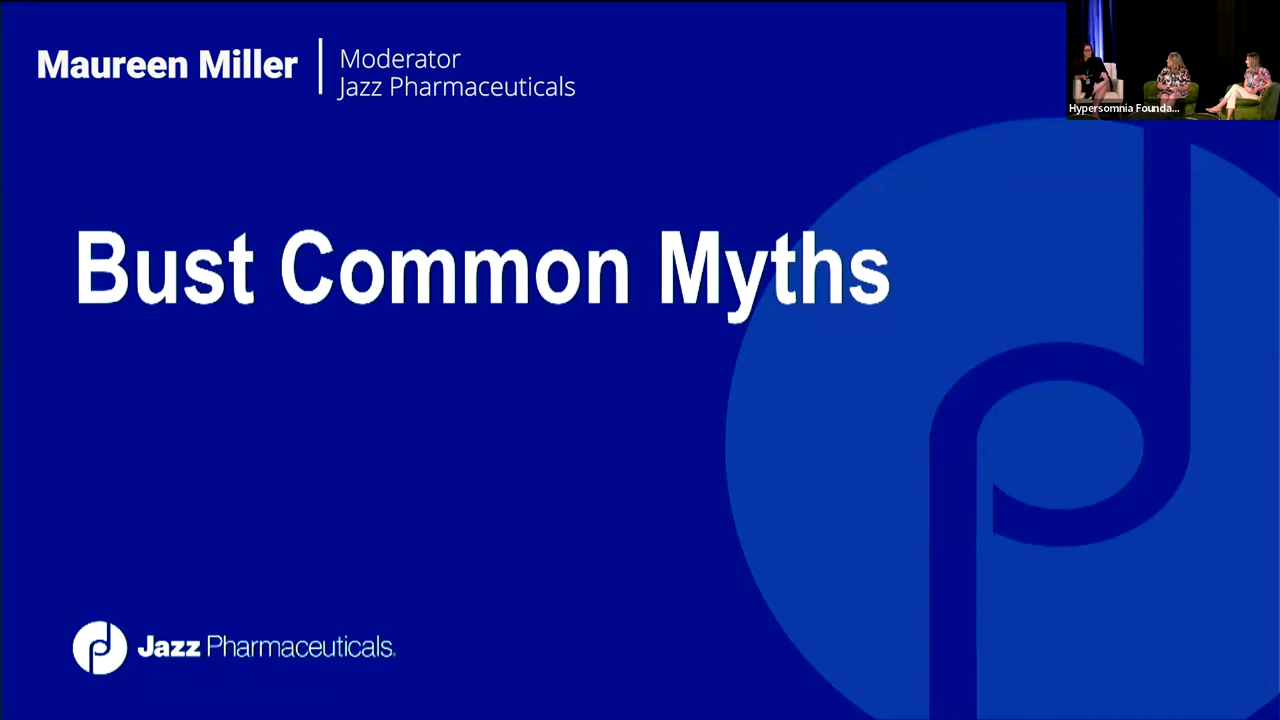 Maureen Miller
Moderator
Jazz Pharmaceuticals
Hypersomnia Founda...
Bust Common Myths
Jazz Pharmaceuticals.